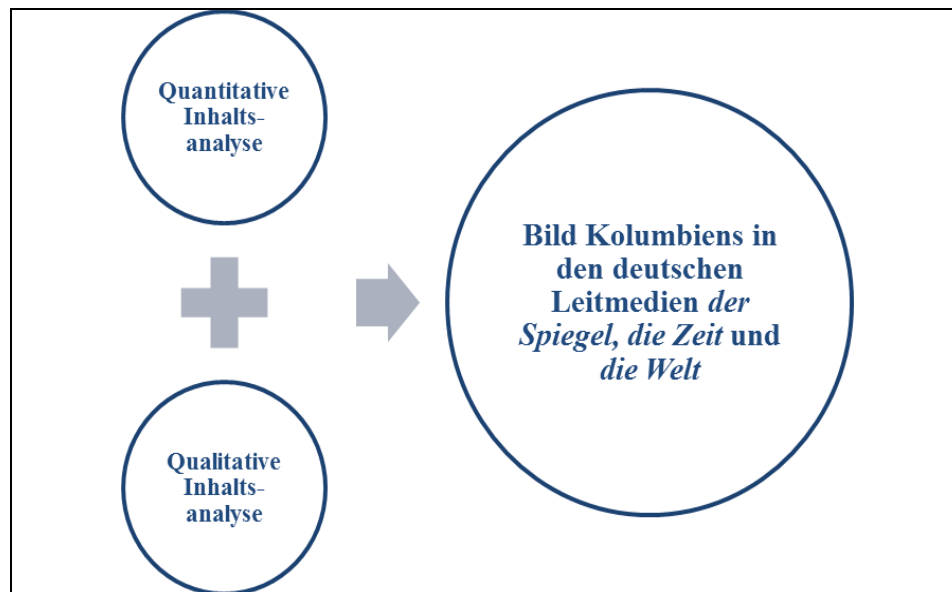 Quantitative
Inhalts-
analyse
Qualitative
Inhalts-
analyse
Bild Kolumbiens in
den deutschen
Leitmedien der
Spiegel, die Zeit und
die Welt